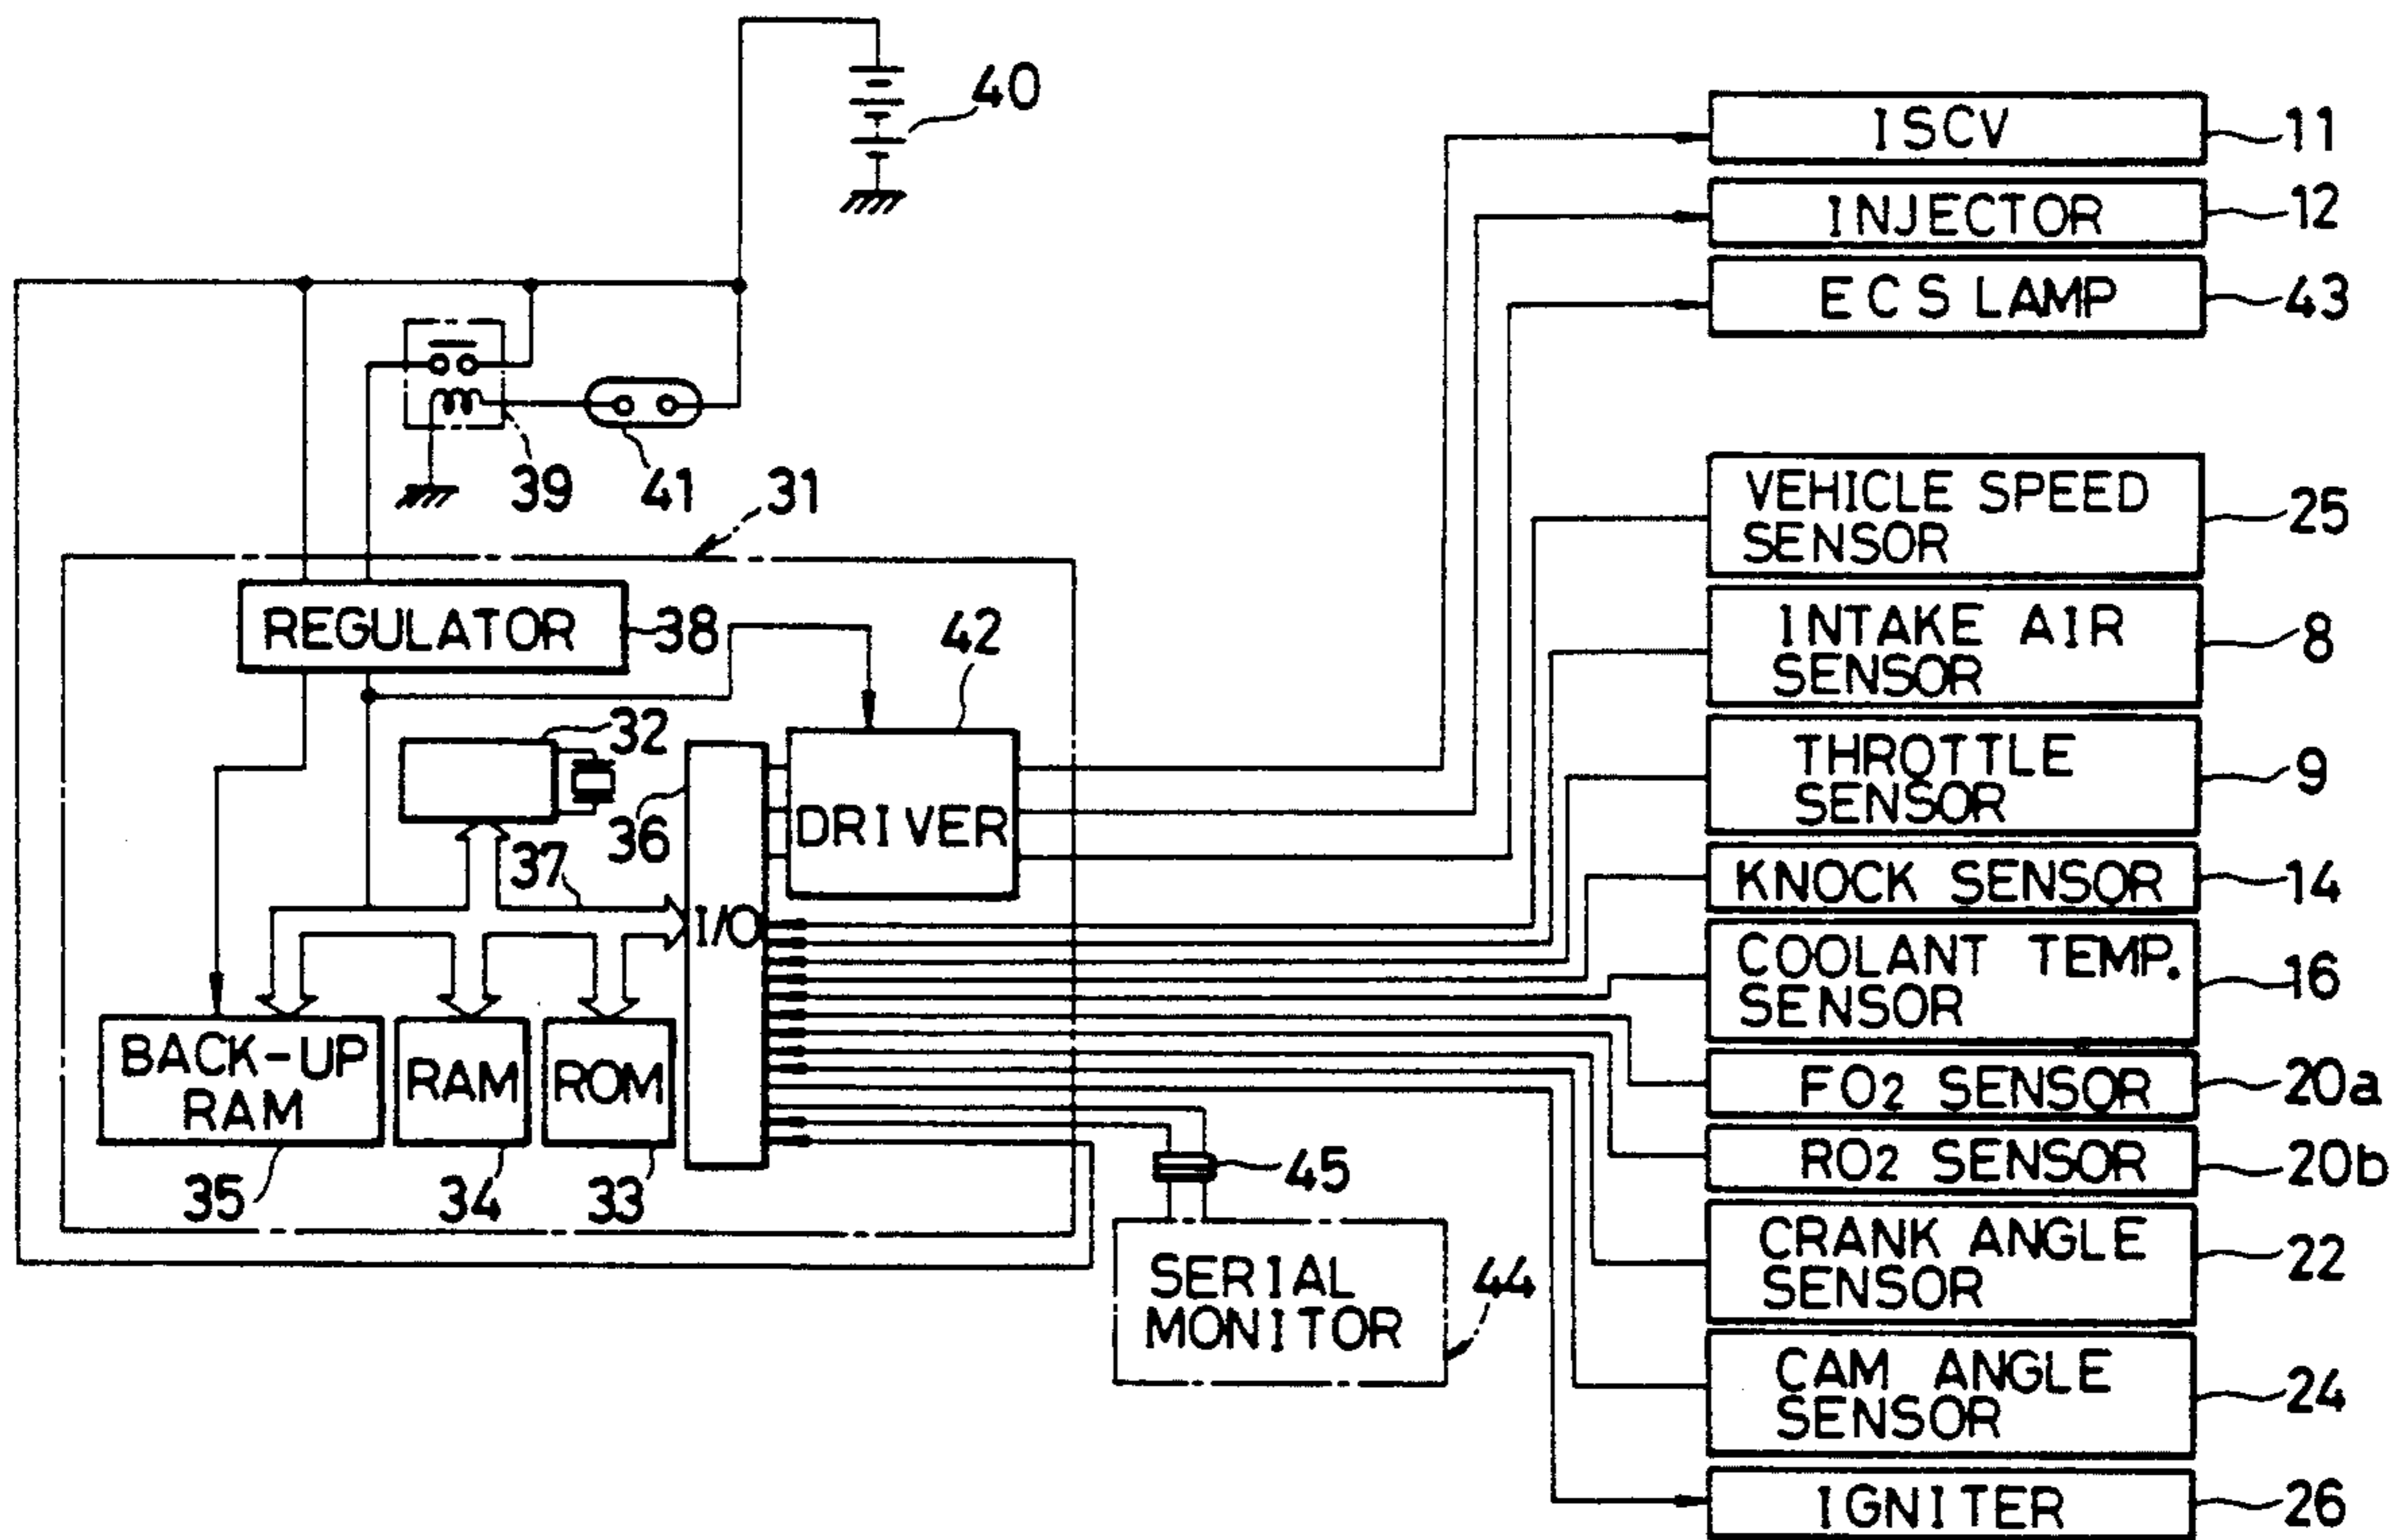 40
ISCV
11
INJECTOR
12
ECS LAMP
43
39
41
31
VEHICLE SPEED
SENSOR
25
INTAKE AIR
SENSOR
8
THROTTLE
SENSOR
9
KNOCK SENSOR
14
COOLANT TEMP.
SENSOR
16
FO2 SENSOR
20a
RO2 SENSOR
20b
CRANK ANGLE
SENSOR
22
CAM ANGLE
SENSOR
24
IGNITER
26
REGULATOR
38
42
32
36
DRIVER
37
I/O
BACK-UP
RAM
RAM
ROM
35
34
33
45
SERIAL
MONITOR
44